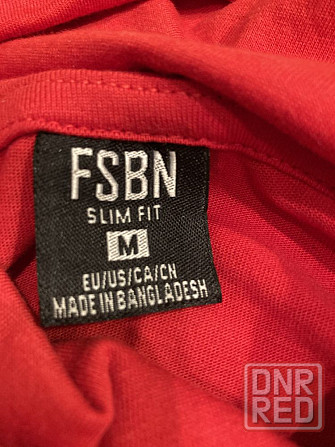 FSBN
SLIM FIT
M
EU/US/CA/CN
MADE IN BANGLADESH
DNR
RED